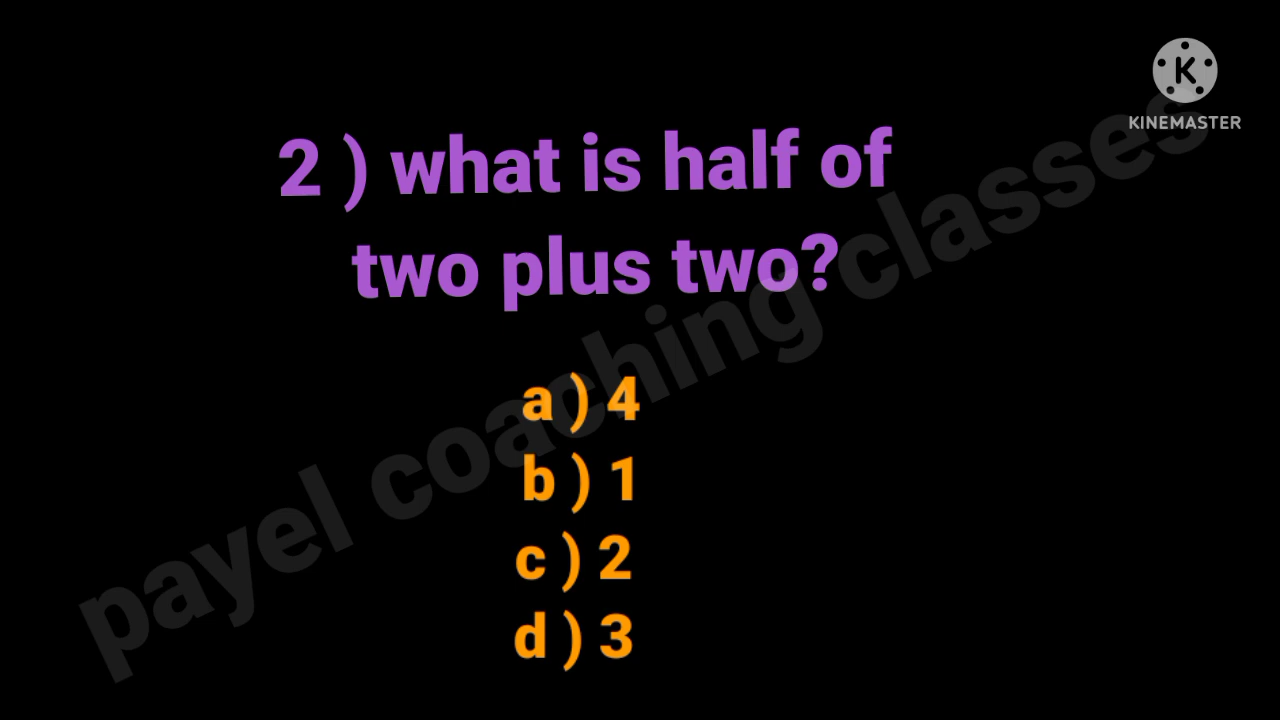 KINEMASTER
2 ) what is half of
two plus two?
a ) 4
b ) 1
c ) 2
d ) 3
payel coaching classes